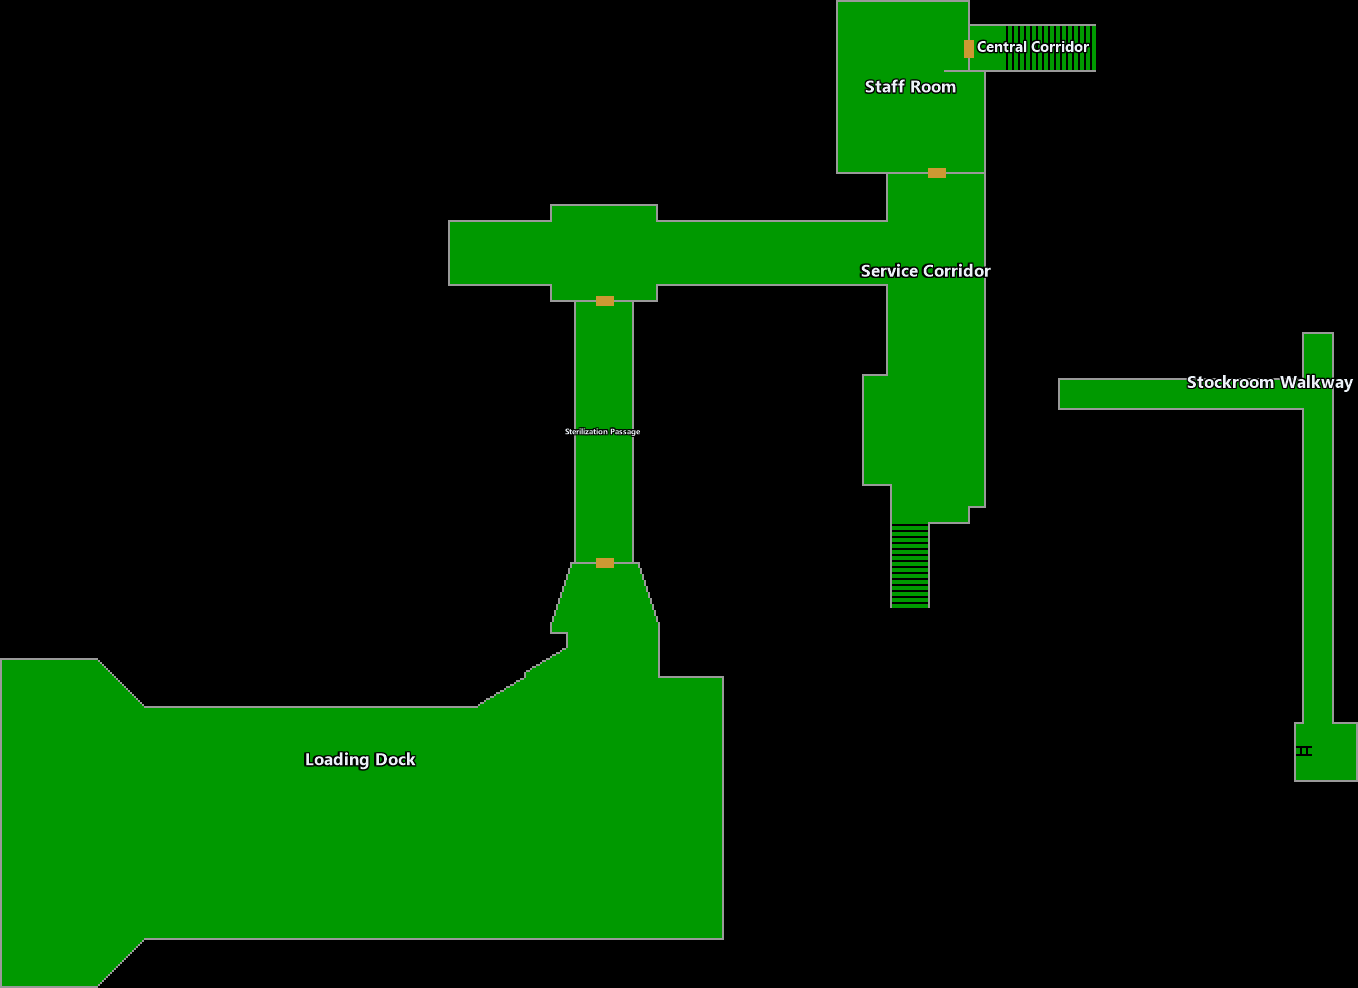 Central Corridor
Staff Room
Service Corridor
Stockroom Walkway
Sterilization Passage
Loading Dock